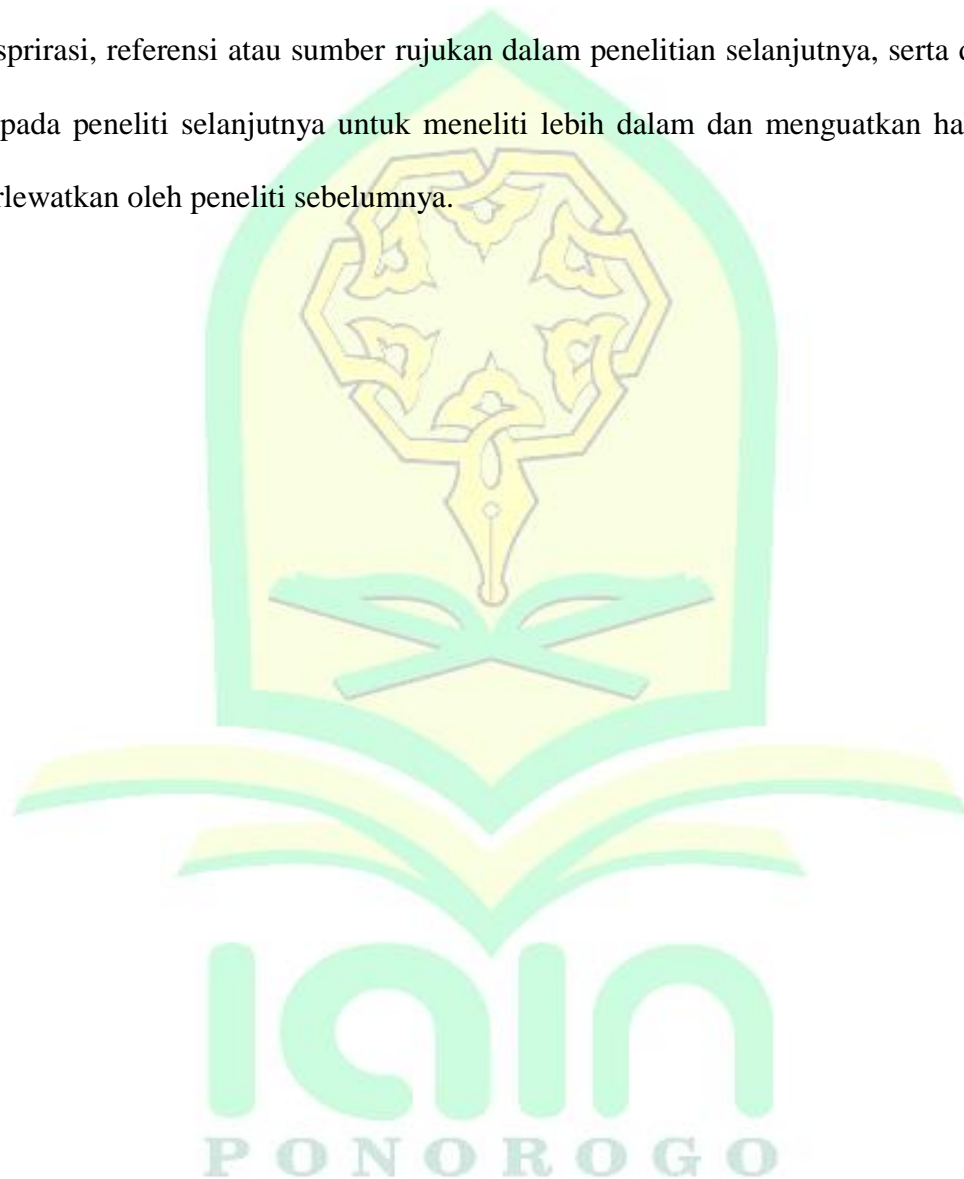 sprirasi, referensi atau sumber rujukan dalam penelitian selanjutnya, serta
pada peneliti selanjutnya untuk meneliti lebih dalam dan menguatkan ha
rlewatkan oleh peneliti sebelumnya.
iain
PONOROGO